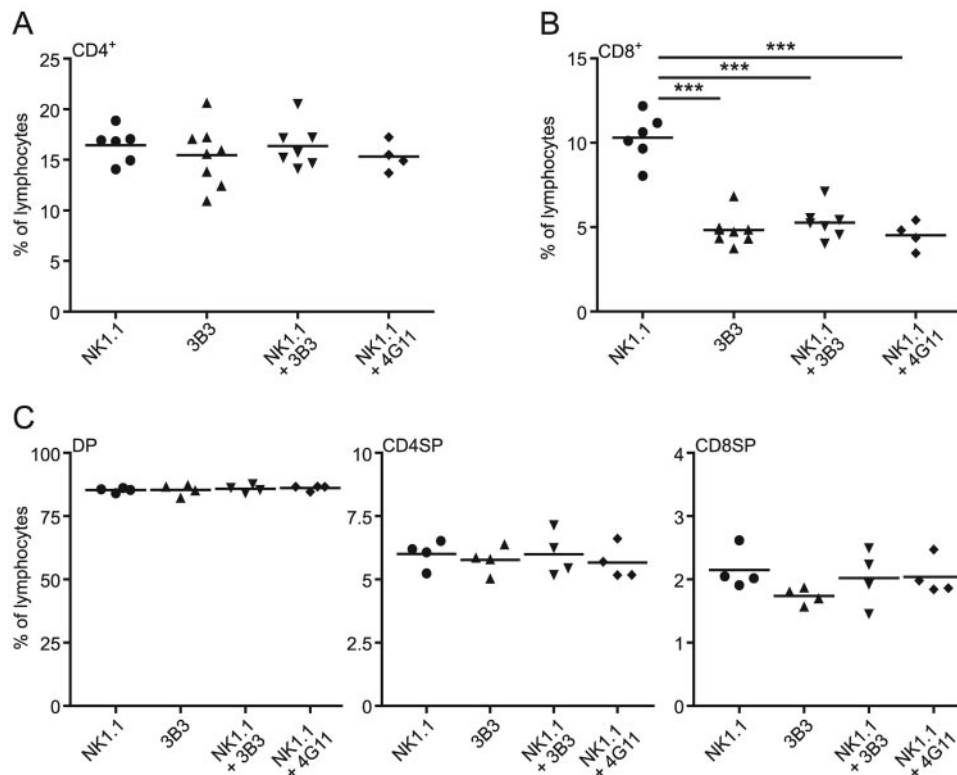 A
CD4⁺
25
20
15
10
5
0
% of lymphocytes
NK1.1
3B3
NK1.1
+ 3B3
NK1.1
+ 4G11
B
CD8⁺
***
***
***
15
10
5
0
% of lymphocytes
NK1.1
3B3
NK1.1
+ 3B3
NK1.1
+ 4G11
C
DP
100
75
50
25
0
% of lymphocytes
NK1.1
3B3
NK1.1
+ 3B3
NK1.1
+ 4G11
CD4SP
10
7.5
5
2.5
0
NK1.1
3B3
NK1.1
+ 3B3
NK1.1
+ 4G11
CD8SP
4
3
2
1
0
NK1.1
3B3
NK1.1
+ 3B3
NK1.1
+ 4G11